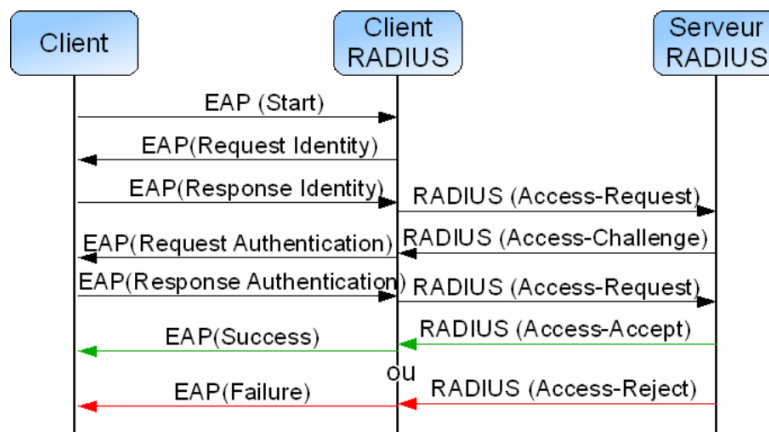 Client
Client
RADIUS
Serveur
RADIUS
EAP (Start)
EAP(Request Identity)
EAP(Response Identity)
RADIUS (Access-Request)
EAP(Request Authentication)
RADIUS (Access-Challenge)
EAP(Response Authentication)
RADIUS (Access-Request)
EAP(Success)
RADIUS (Access-Accept)
ou
EAP(Failure)
RADIUS (Access-Reject)